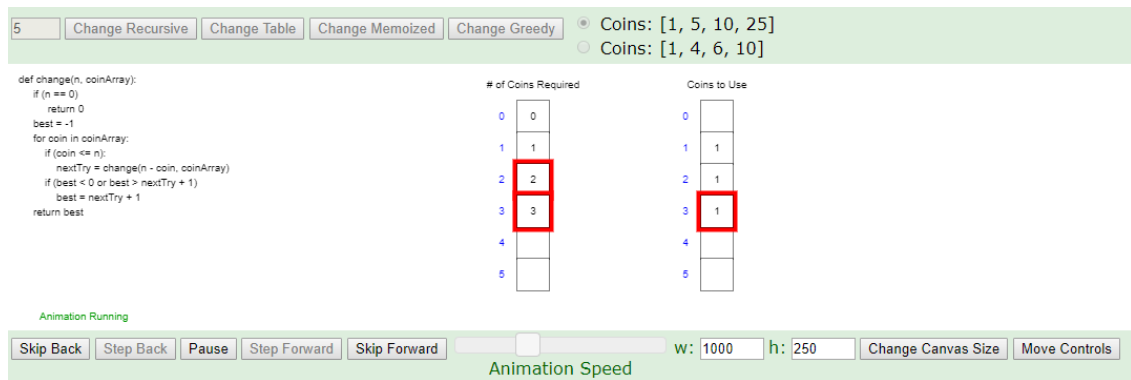 5 Change Recursive Change Table Change Memoized Change Greedy Coins: [1, 5, 10, 25]
Coins: [1, 4, 6, 10]
def change(n, coinArray):
if (n == 0)
return 0
best = -1
for coin in coinArray:
if (coin <= n):
nextTry = change(n - coin, coinArray)
if (best < 0 or best > nextTry + 1)
best = nextTry + 1
return best
# of Coins Required
0 0
1 1
2 2
3 3
4
5
Coins to Use
0
1 1
2 1
3 1
4
5
Animation Running
Skip Back Step Back Pause Step Forward Skip Forward w: 1000 h: 250 Change Canvas Size Move Controls
Animation Speed